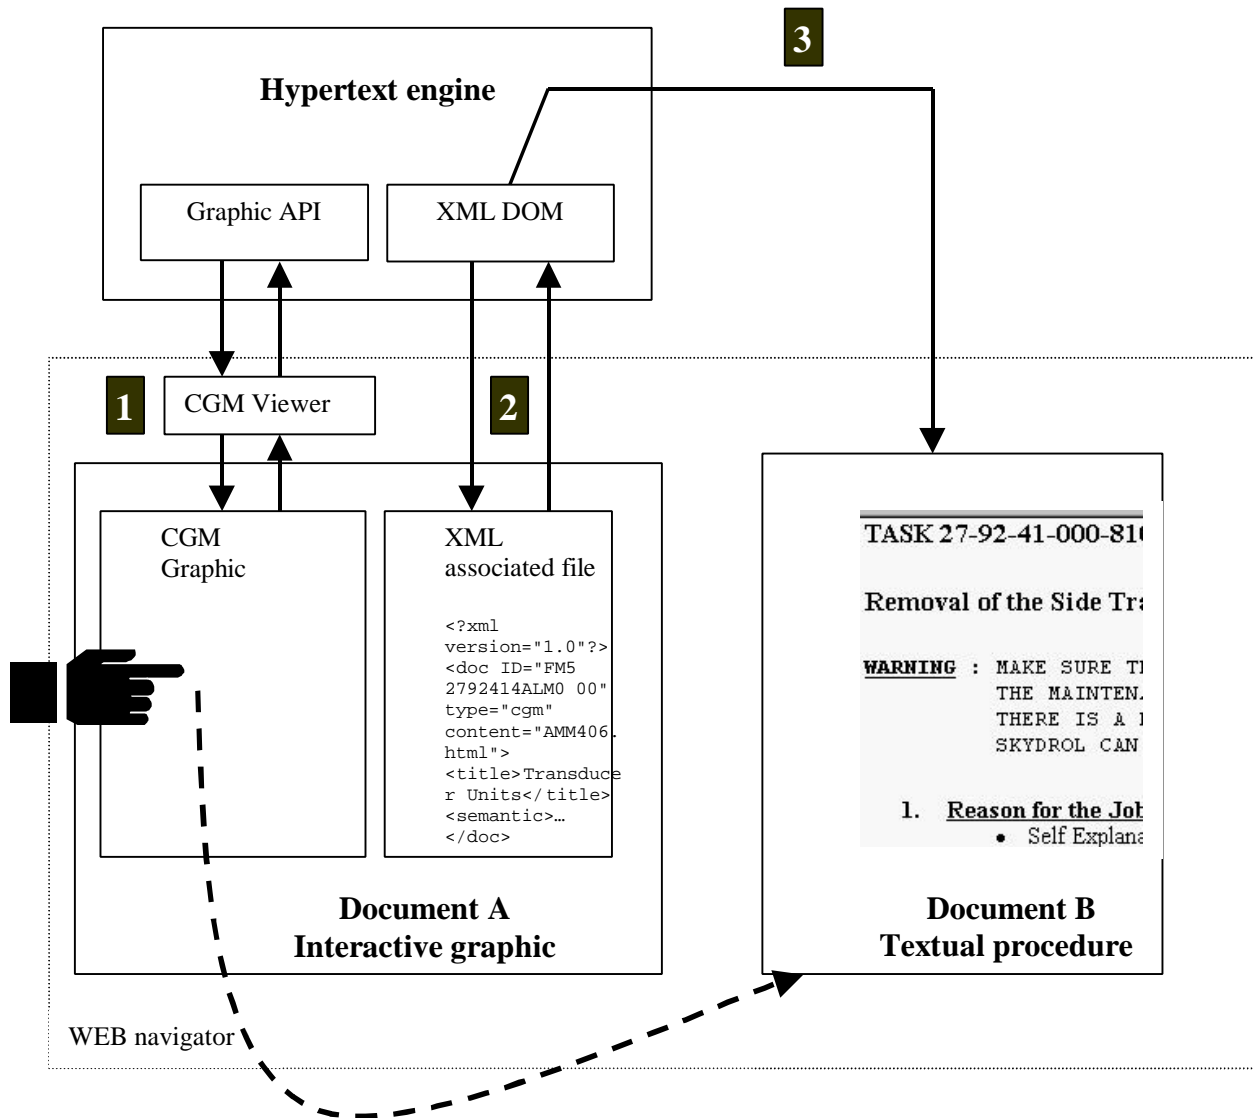 3
Hypertext engine
Graphic API
XML DOM
1
CGM Viewer
2
CGM
Graphic
XML
associated file
<?xml
version="1.0"?>
<doc ID="FM5
2792414ALM0 00"
type="cgm"
content="AMM406.
html">
<title>Transduce
r Units</title>
<semantic>…
</doc>
Document A
Interactive graphic
TASK 27-92-41-000-81
Removal of the Side Tra
WARNING : MAKE SURE T
THE MAINTEN
THERE IS A
SKYDROL CAN
1. Reason for the Job
• Self Explana
Document B
Textual procedure
WEB navigator